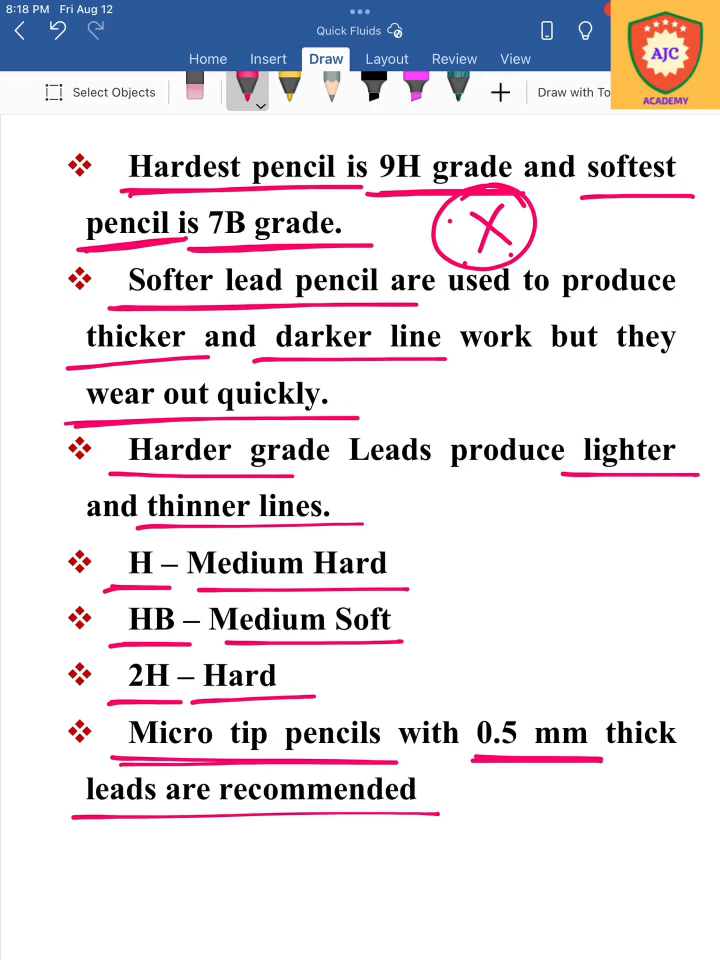 8:18 PM Fri Aug 12
Quick Fluids
Home Insert Draw Layout Review View
Select Objects
Draw with To
AJC
ACADEMY
❖ Hardest pencil is 9H grade and softest
pencil is 7B grade.
X
❖ Softer lead pencil are used to produce
thicker and darker line work but they
wear out quickly.
❖ Harder grade Leads produce lighter
and thinner lines.
❖ H – Medium Hard
❖ HB – Medium Soft
❖ 2H – Hard
❖ Micro tip pencils with 0.5 mm thick
leads are recommended